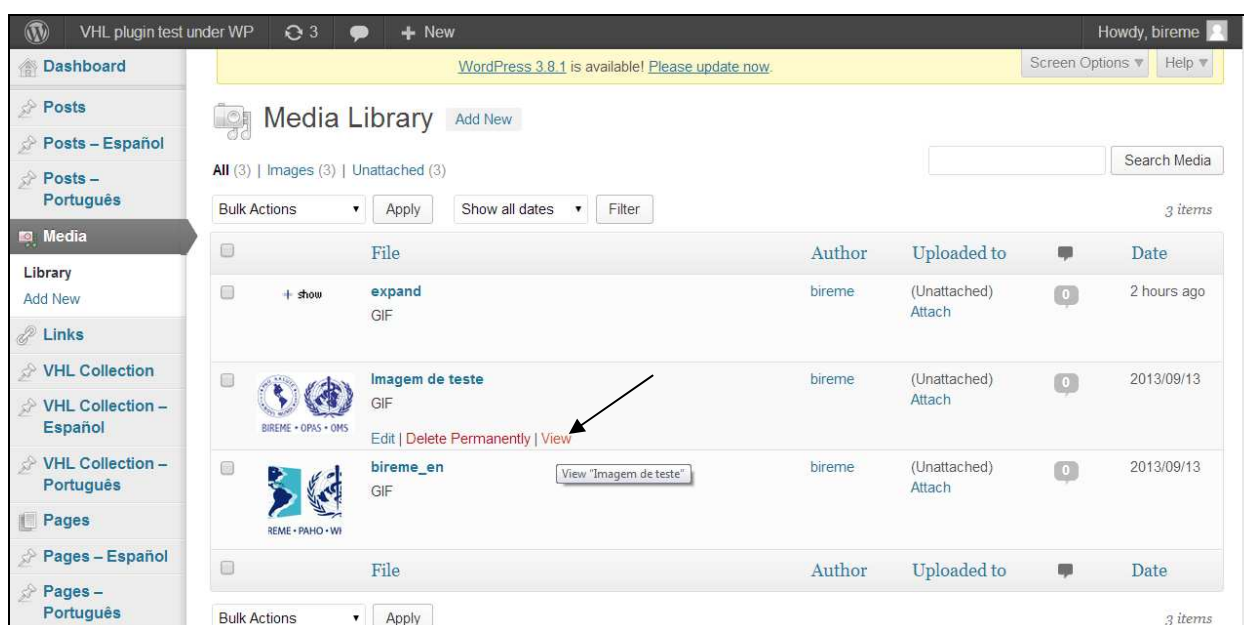 VHL plugin test under WP 3 + New Howdy, bireme
WordPress 3.8.1 is available! Please update now.
Screen Options Help
Dashboard
Posts
Posts – Español
Posts –
Português
Media
Library
Add New
Links
VHL Collection
VHL Collection –
Español
VHL Collection –
Português
Pages
Pages – Español
Pages –
Português
Media Library Add New
All (3) | Images (3) | Unattached (3)
Search Media
Bulk Actions Apply Show all dates Filter 3 items
File Author Uploaded to Date
+ show expand bireme (Unattached) 0 2 hours ago
GIF Attach
Imagem de teste bireme (Unattached) 0 2013/09/13
GIF Attach
BIREME • OPAS • OMS
Edit | Delete Permanently | View
View "Imagem de teste"
bireme_en bireme (Unattached) 0 2013/09/13
GIF Attach
REME • PAHO • WH
File Author Uploaded to Date
Bulk Actions Apply 3 items